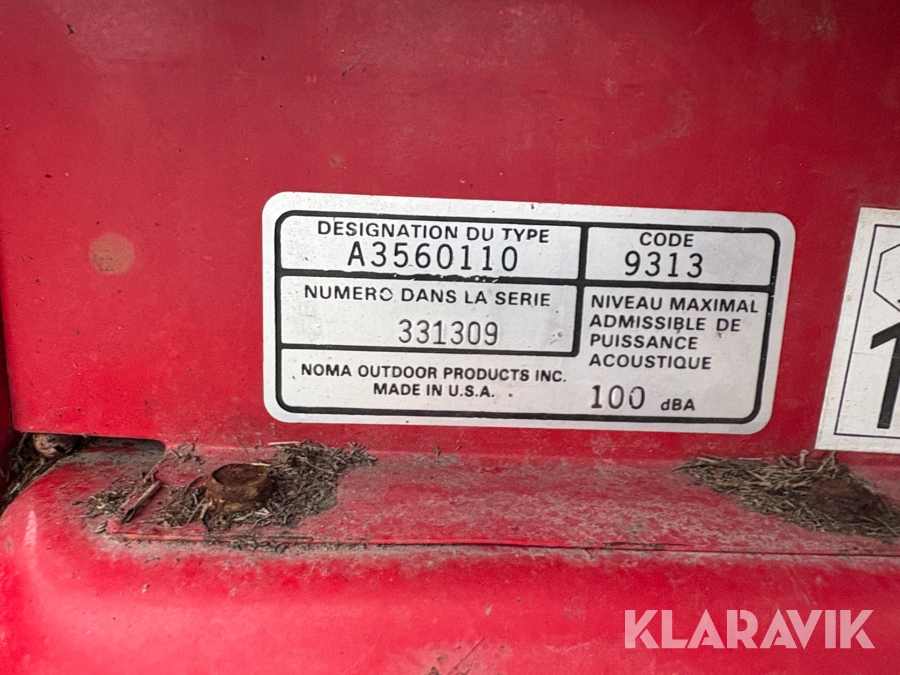 DESIGNATION DU TYPE
A3560110
CODE
9313
NUMERO DANS LA SERIE
331309
NIVEAU MAXIMAL
ADMISSIBLE DE
PUISSANCE
ACOUSTIQUE
100 dBA
NOMA OUTDOOR PRODUCTS INC.
MADE IN U.S.A.
1
KLARAVIK